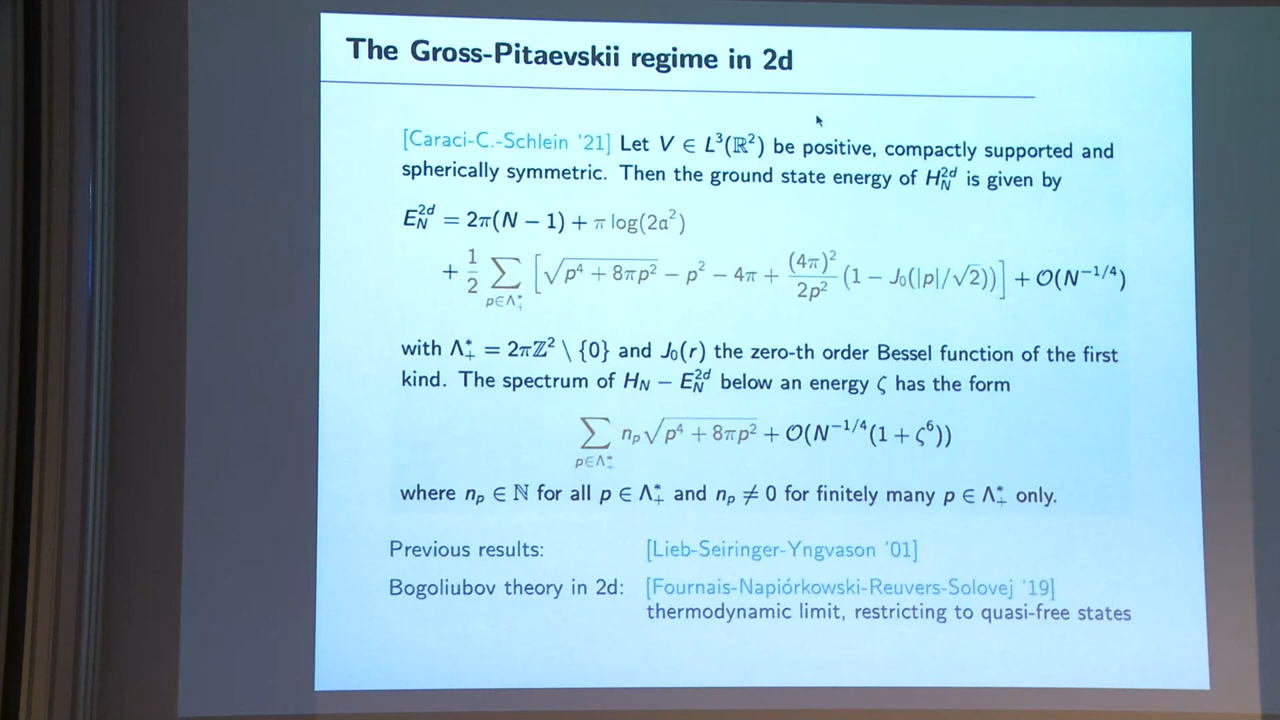 The Gross-Pitaevskii regime in 2d
[Caraci-C.-Schlein '21] Let V ∈ L³(ℝ²) be positive, compactly supported and
spherically symmetric. Then the ground state energy of H_N^{2d} is given by
E_N^{2d} = 2π(N − 1) + π log(2a²)
+ 1/2 ∑_{p∈Λ*₊} [√(p⁴ + 8πp²) − p² − 4π + (4π)²/2p² (1 − J₀(|p|/√2))] + O(N^{−1/4})
with Λ*₊ = 2πℤ² \ {0} and J₀(r) the zero-th order Bessel function of the first
kind. The spectrum of H_N − E_N^{2d} below an energy ζ has the form
∑_{p∈Λ*₊} n_p √(p⁴ + 8πp²) + O(N^{−1/4}(1 + ζ⁶))
where n_p ∈ ℕ for all p ∈ Λ*₊ and n_p ≠ 0 for finitely many p ∈ Λ*₊ only.
Previous results: [Lieb-Seiringer-Yngvason '01]
Bogoliubov theory in 2d: [Fournais-Napiórkowski-Reuvers-Solovej '19]
thermodynamic limit, restricting to quasi-free states